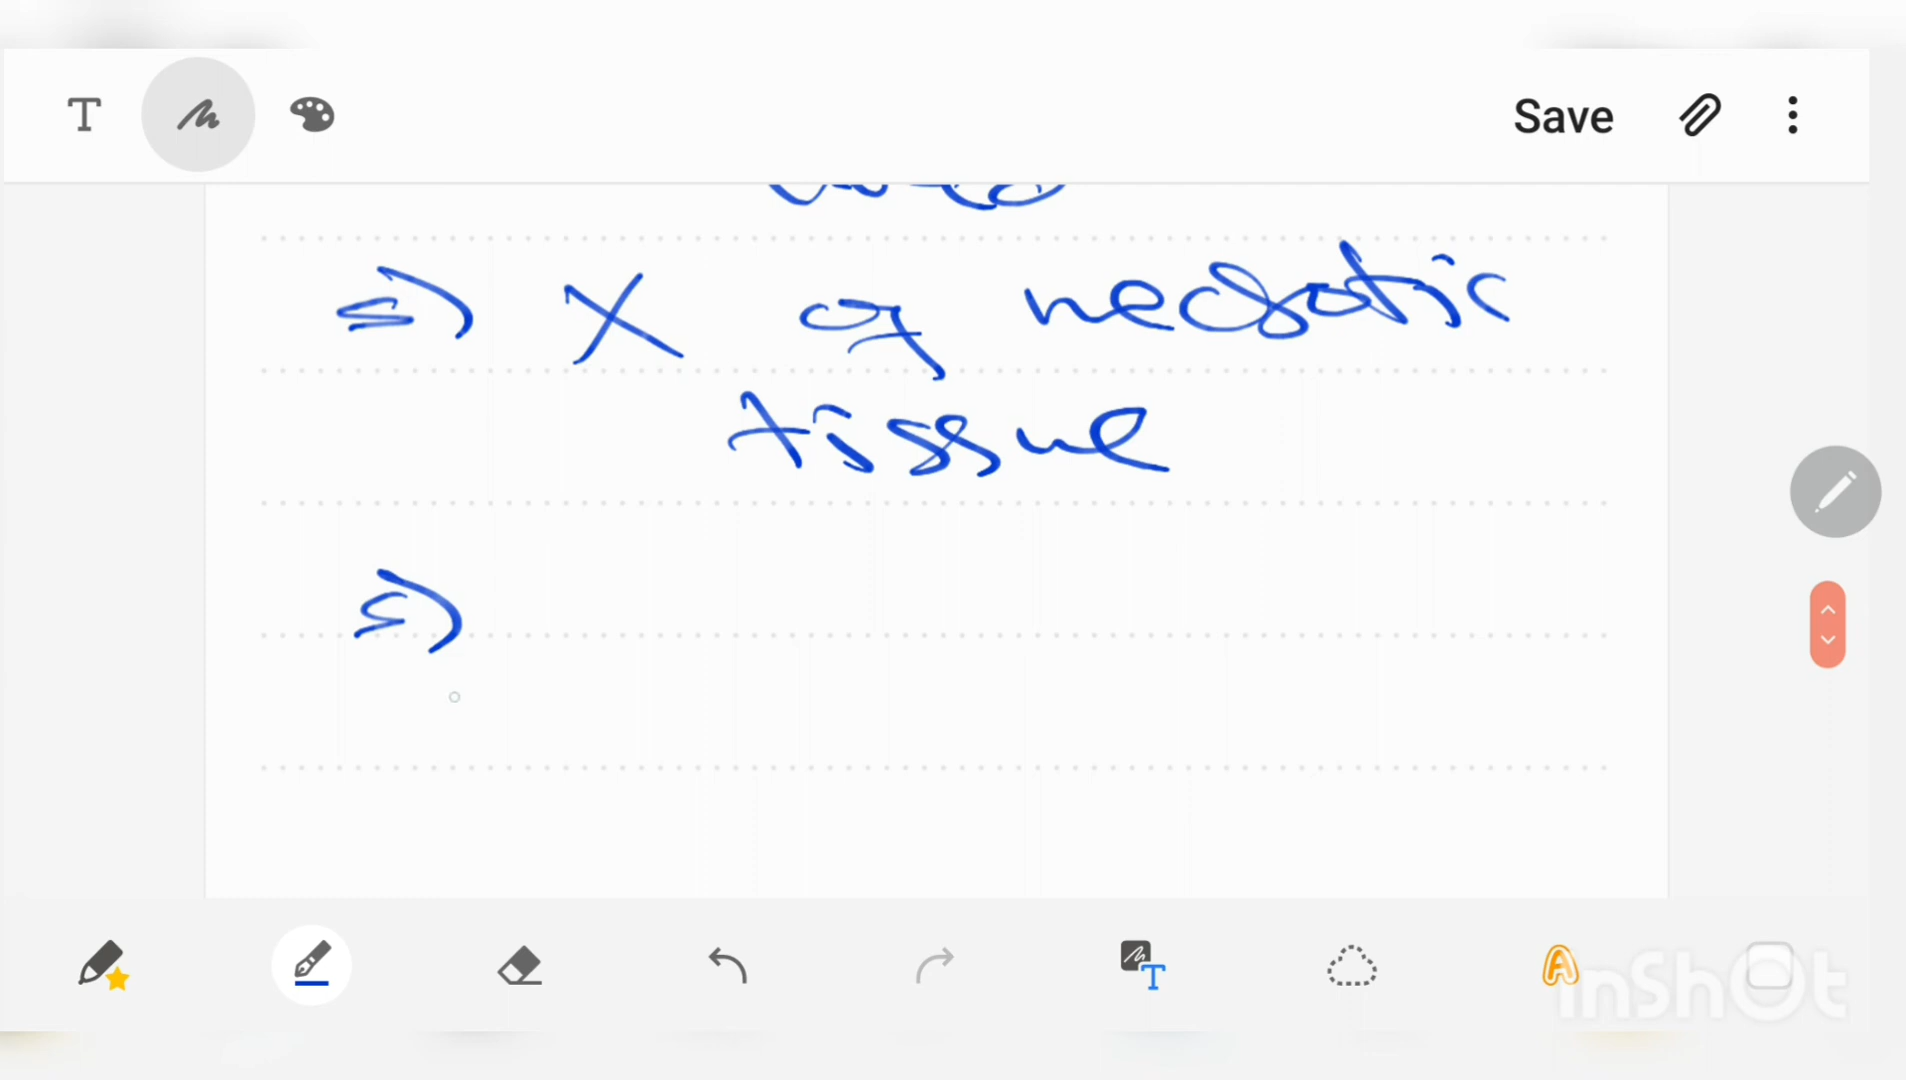 T
Save
⇒ X of necrotic
tissue
⇒
T
A
InShOt